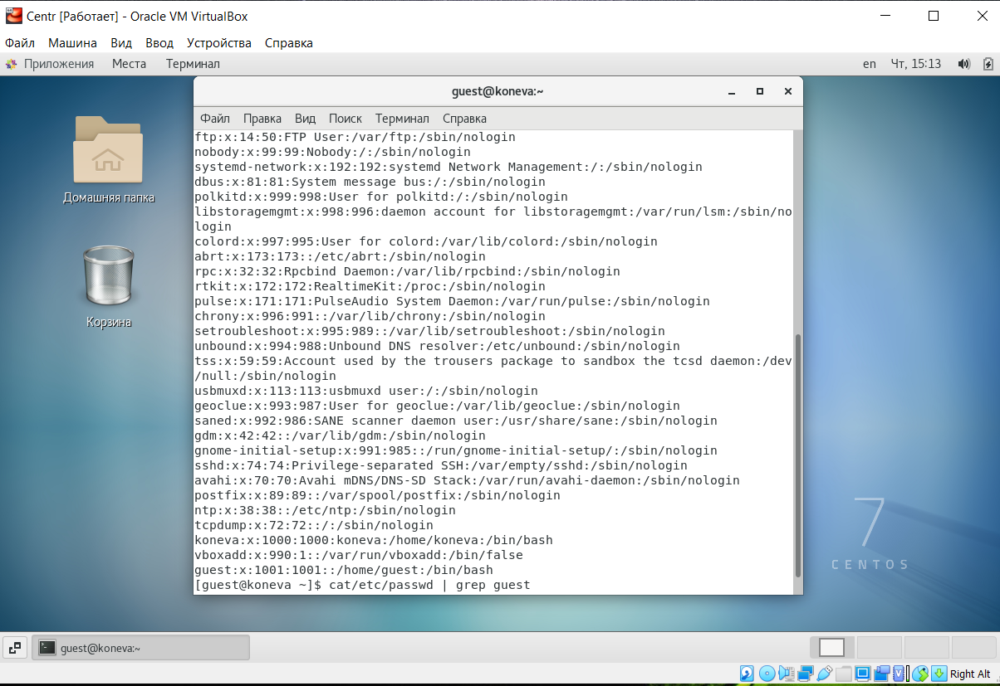 Centr [Работает] - Oracle VM VirtualBox
Файл Машина Вид Ввод Устройства Справка
Приложения Места Терминал en Чт, 15:13
guest@koneva:~
Файл Правка Вид Поиск Терминал Справка
ftp:x:14:50:FTP User:/var/ftp:/sbin/nologin
nobody:x:99:99:Nobody:/:/sbin/nologin
systemd-network:x:192:192:systemd Network Management:/:/sbin/nologin
dbus:x:81:81:System message bus:/:/sbin/nologin
polkitd:x:999:998:User for polkitd:/:/sbin/nologin
libstoragemgmt:x:998:996:daemon account for libstoragemgmt:/var/run/lsm:/sbin/no
login
colord:x:997:995:User for colord:/var/lib/colord:/sbin/nologin
abrt:x:173:173::/etc/abrt:/sbin/nologin
rpc:x:32:32:Rpcbind Daemon:/var/lib/rpcbind:/sbin/nologin
rtkit:x:172:172:RealtimeKit:/proc:/sbin/nologin
pulse:x:171:171:PulseAudio System Daemon:/var/run/pulse:/sbin/nologin
chrony:x:996:991::/var/lib/chrony:/sbin/nologin
setroubleshoot:x:995:989::/var/lib/setroubleshoot:/sbin/nologin
unbound:x:994:988:Unbound DNS resolver:/etc/unbound:/sbin/nologin
tss:x:59:59:Account used by the trousers package to sandbox the tcsd daemon:/dev
/null:/sbin/nologin
usbmuxd:x:113:113:usbmuxd user:/:/sbin/nologin
geoclue:x:993:987:User for geoclue:/var/lib/geoclue:/sbin/nologin
saned:x:992:986:SANE scanner daemon user:/usr/share/sane:/sbin/nologin
gdm:x:42:42::/var/lib/gdm:/sbin/nologin
gnome-initial-setup:x:991:985::/run/gnome-initial-setup/:/sbin/nologin
sshd:x:74:74:Privilege-separated SSH:/var/empty/sshd:/sbin/nologin
avahi:x:70:70:Avahi mDNS/DNS-SD Stack:/var/run/avahi-daemon:/sbin/nologin
postfix:x:89:89::/var/spool/postfix:/sbin/nologin
ntp:x:38:38::/etc/ntp:/sbin/nologin
tcpdump:x:72:72::/:/sbin/nologin
koneva:x:1000:1000:koneva:/home/koneva:/bin/bash
vboxadd:x:990:1::/var/run/vboxadd:/bin/false
guest:x:1001:1001::/home/guest:/bin/bash
[guest@koneva ~]$ cat/etc/passwd | grep guest
Домашняя папка
Корзина
7
CENTOS
guest@koneva:~
Right Alt